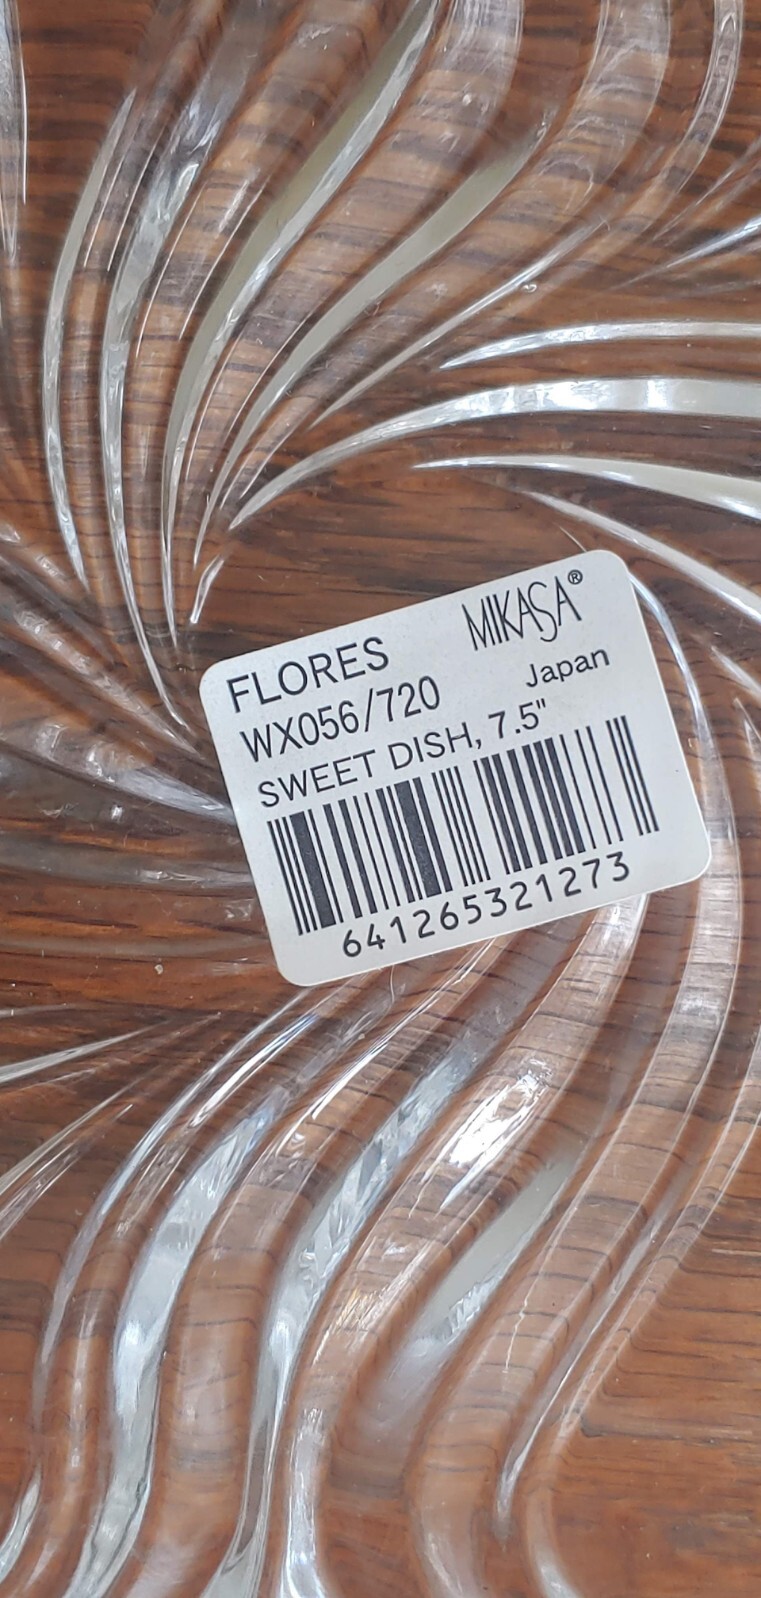 MIKASA®
FLORES
Japan
WX056/720
SWEET DISH, 7.5"
641265321273